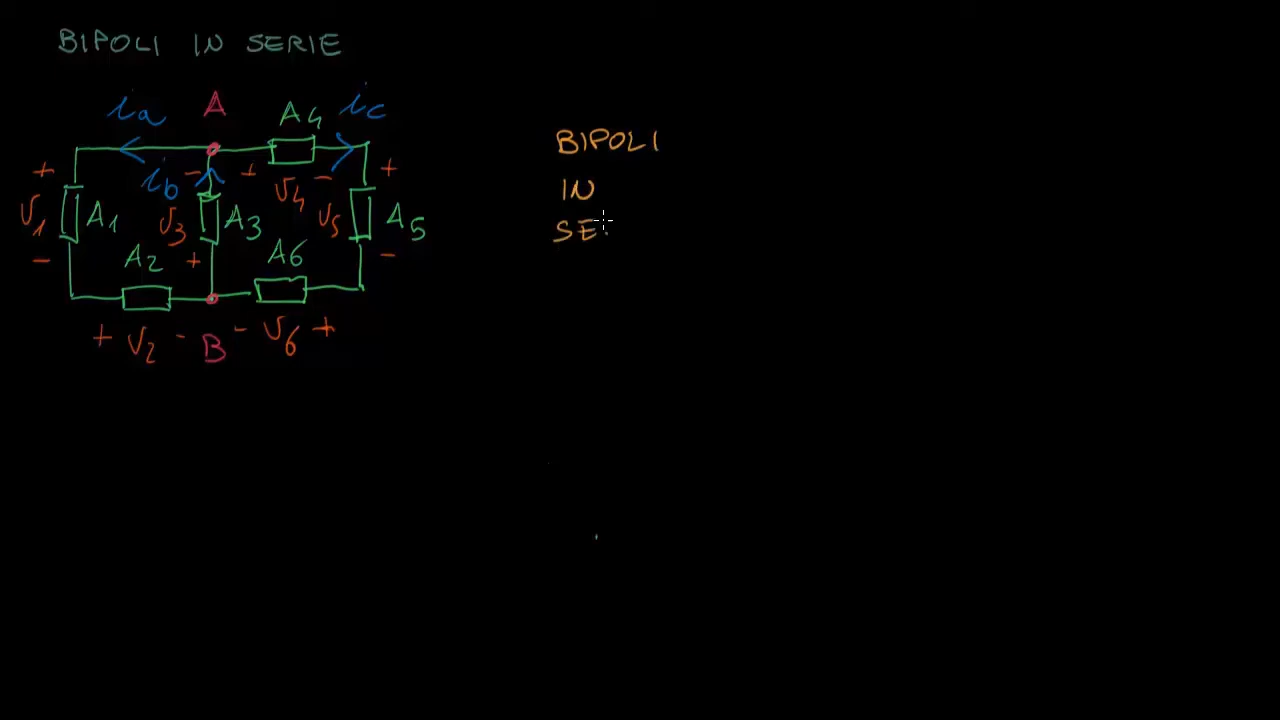 BIPOLI IN SERIE
ia A A4 ic
+ ib - + v4 - +
v1 A1 v3 A3 v5 A5
- A2 + A6 -
+ v2 - B - v6 +
BIPOLI
IN
SE